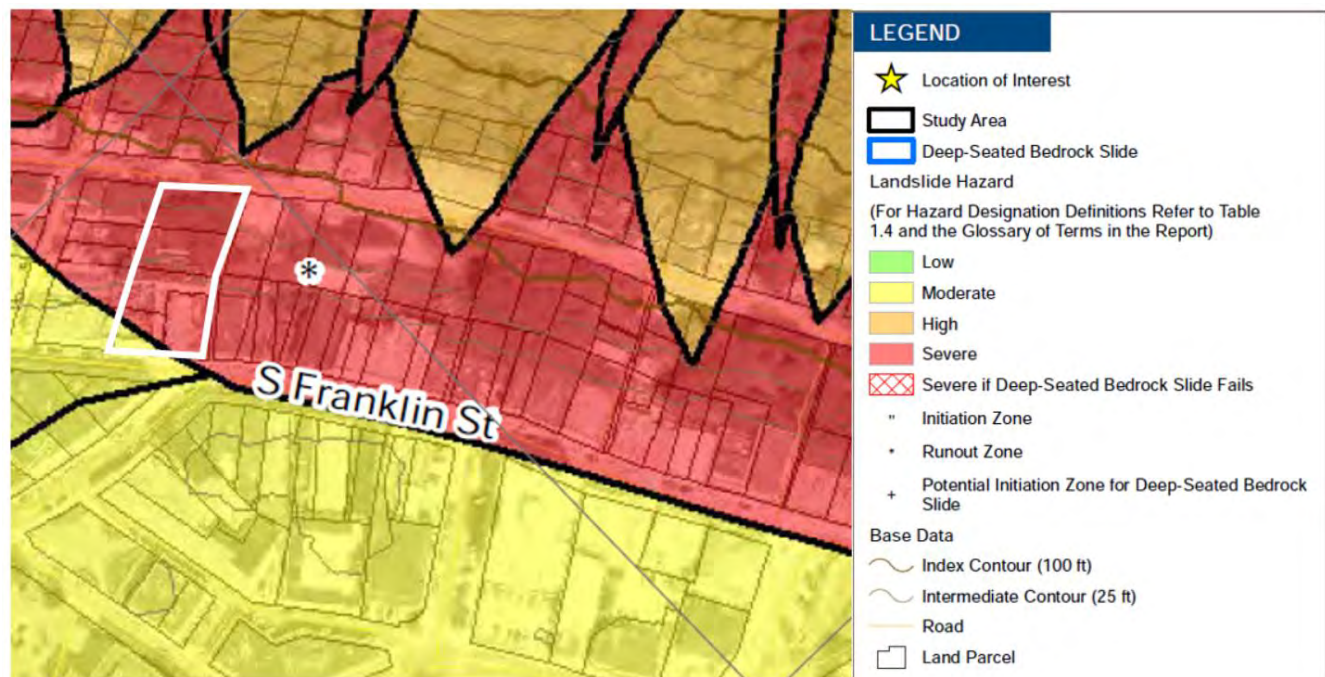 *
S Franklin St
LEGEND
Location of Interest
Study Area
Deep-Seated Bedrock Slide
Landslide Hazard
(For Hazard Designation Definitions Refer to Table
1.4 and the Glossary of Terms in the Report)
Low
Moderate
High
Severe
Severe if Deep-Seated Bedrock Slide Fails
" Initiation Zone
* Runout Zone
+ Potential Initiation Zone for Deep-Seated Bedrock
Slide
Base Data
Index Contour (100 ft)
Intermediate Contour (25 ft)
Road
Land Parcel